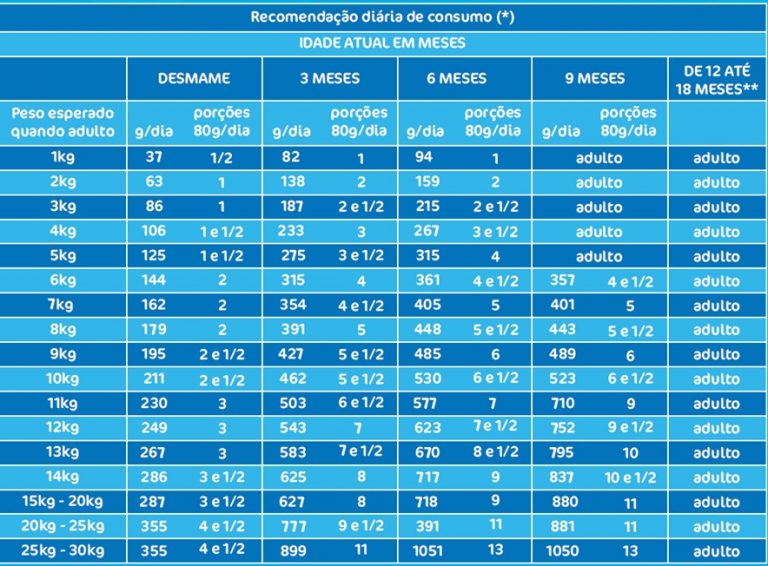 Recomendação diária de consumo (*)
IDADE ATUAL EM MESES
DESMAME 3 MESES 6 MESES 9 MESES DE 12 ATÉ 18 MESES**
Peso esperado quando adulto g/dia porções 80g/dia g/dia porções 80g/dia g/dia porções 80g/dia g/dia porções 80g/dia
1kg 37 1/2 82 1 94 1 adulto adulto
2kg 63 1 138 2 159 2 adulto adulto
3kg 86 1 187 2 e 1/2 215 2 e 1/2 adulto adulto
4kg 106 1 e 1/2 233 3 267 3 e 1/2 adulto adulto
5kg 125 1 e 1/2 275 3 e 1/2 315 4 adulto adulto
6kg 144 2 315 4 361 4 e 1/2 357 4 e 1/2 adulto
7kg 162 2 354 4 e 1/2 405 5 401 5 adulto
8kg 179 2 391 5 448 5 e 1/2 443 5 e 1/2 adulto
9kg 195 2 e 1/2 427 5 e 1/2 485 6 489 6 adulto
10kg 211 2 e 1/2 462 5 e 1/2 530 6 e 1/2 523 6 e 1/2 adulto
11kg 230 3 503 6 e 1/2 577 7 710 9 adulto
12kg 249 3 543 7 623 7 e 1/2 752 9 e 1/2 adulto
13kg 267 3 583 7 e 1/2 670 8 e 1/2 795 10 adulto
14kg 286 3 e 1/2 625 8 717 9 837 10 e 1/2 adulto
15kg - 20kg 287 3 e 1/2 627 8 718 9 880 11 adulto
20kg - 25kg 355 4 e 1/2 777 9 e 1/2 391 11 881 11 adulto
25kg - 30kg 355 4 e 1/2 899 11 1051 13 1050 13 adulto